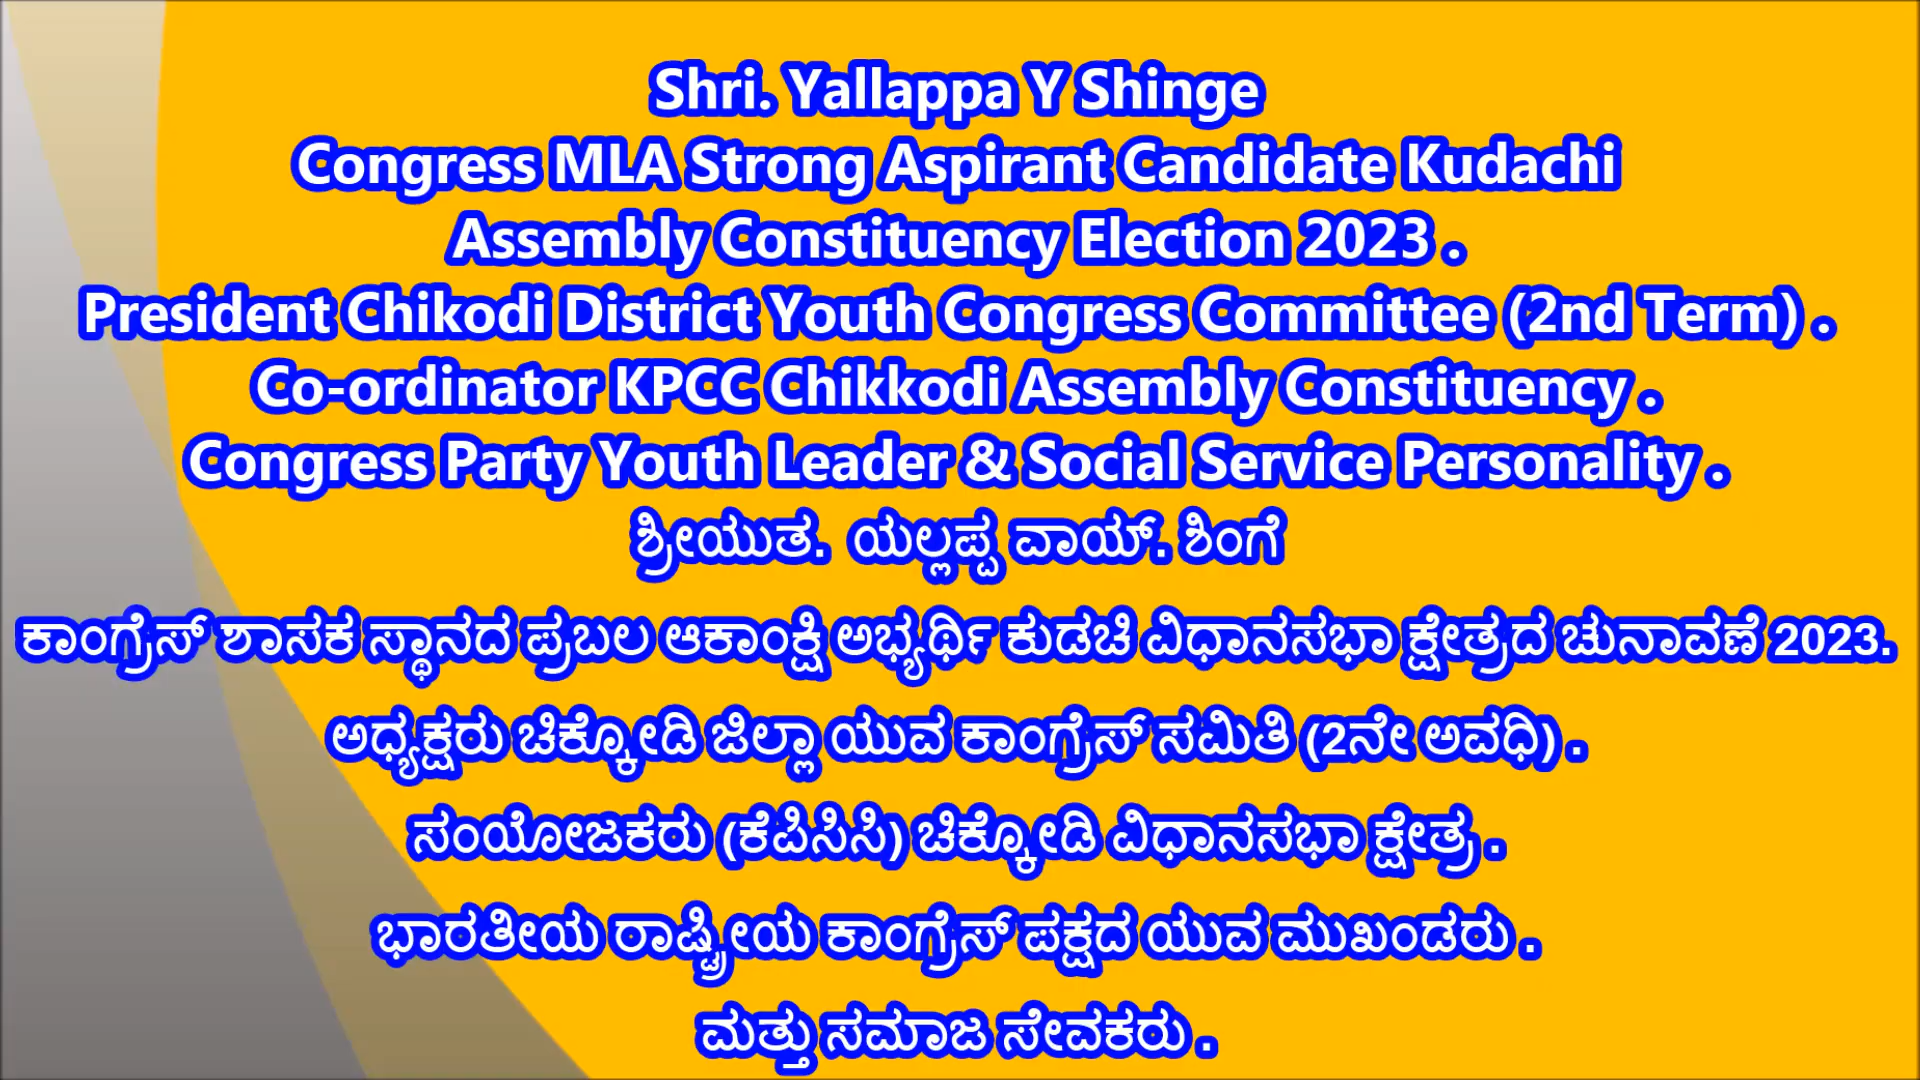 Shri. Yallappa Y Shinge
Congress MLA Strong Aspirant Candidate Kudachi
Assembly Constituency Election 2023 .
President Chikodi District Youth Congress Committee (2nd Term) .
Co-ordinator KPCC Chikkodi Assembly Constituency .
Congress Party Youth Leader & Social Service Personality .
ಶ್ರೀಯುತ. ಯಲ್ಲಪ್ಪ ವಾಯ್. ಶಿಂಗೆ
ಕಾಂಗ್ರೆಸ್ ಶಾಸಕ ಸ್ಥಾನದ ಪ್ರಬಲ ಆಕಾಂಕ್ಷಿ ಅಭ್ಯರ್ಥಿ ಕುಡಚಿ ವಿಧಾನಸಭಾ ಕ್ಷೇತ್ರದ ಚುನಾವಣೆ 2023.
ಅಧ್ಯಕ್ಷರು ಚಿಕ್ಕೋಡಿ ಜಿಲ್ಲಾ ಯುವ ಕಾಂಗ್ರೆಸ್ ಸಮಿತಿ (2ನೇ ಅವಧಿ) .
ಸಂಯೋಜಕರು (ಕೆಪಿಸಿಸಿ) ಚಿಕ್ಕೋಡಿ ವಿಧಾನಸಭಾ ಕ್ಷೇತ್ರ .
ಭಾರತೀಯ ರಾಷ್ಟ್ರೀಯ ಕಾಂಗ್ರೆಸ್ ಪಕ್ಷದ ಯುವ ಮುಖಂಡರು .
ಮತ್ತು ಸಮಾಜ ಸೇವಕರು .